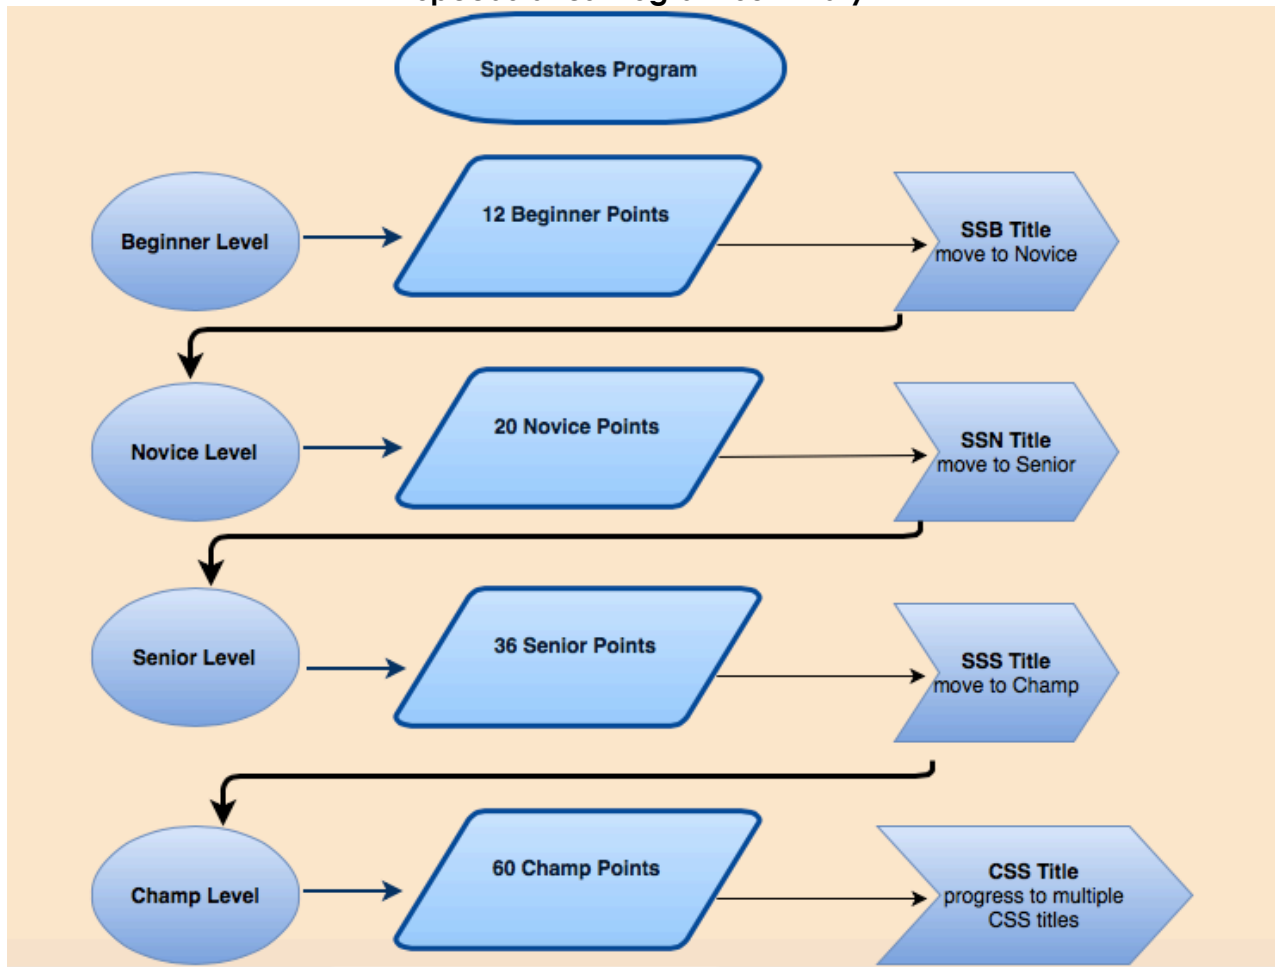 Speedstakes Program
12 Beginner Points
Beginner Level
SSB Title
move to Novice
20 Novice Points
Novice Level
SSN Title
move to Senior
36 Senior Points
Senior Level
SSS Title
move to Champ
60 Champ Points
Champ Level
CSS Title
progress to multiple
CSS titles